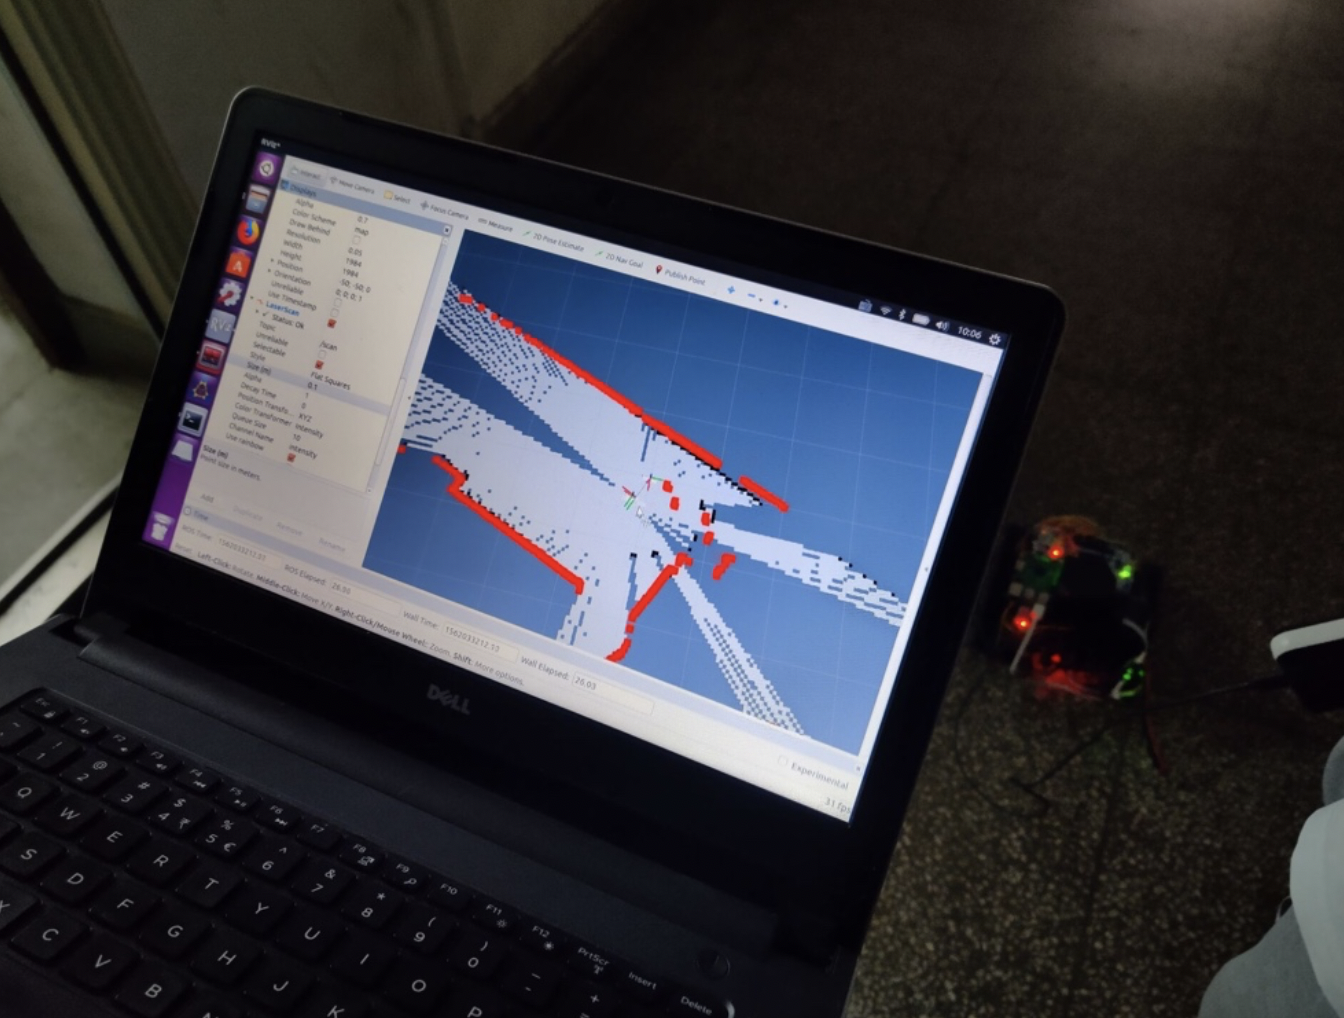 RViz*
10:06
Interact Move Camera Select Focus Camera Measure 2D Pose Estimate 2D Nav Goal Publish Point
Displays
Alpha 0.7
Color Scheme map
Draw Behind
Resolution 0.05
Width 1984
Height 1984
Position -50; -50; 0
Orientation 0; 0; 0; 1
Unreliable
Use Timestamp
LaserScan
Status: Ok
Topic /scan
Unreliable
Selectable
Style Flat Squares
Size (m) 0.1
Alpha 1
Decay Time 0
Position Transfo... XYZ
Color Transformer Intensity
Queue Size 10
Channel Name intensity
Use rainbow
Size (m)
Point size in meters.
Add Duplicate Remove Rename
Time
ROS Time: ROS Elapsed: Wall Time: 1562033212.53 Wall Elapsed: 26.03
Experimental
Reset Left-Click: Rotate. Middle-Click: Move X/Y. Right-Click/Mouse Wheel: Zoom. Shift: More options.
31 fps
DELL
F1 F2 F3 F4 F5 F6 F7 F8 F9 F10 F11 F12 PrtScr Insert Delete
! @ # $ % ^ & * ( ) _ +
2 3 4 ₹ 5 € 6 7 8 9 0 -
Q W E R T Y U I O P
S D F G H J K
X C V B N